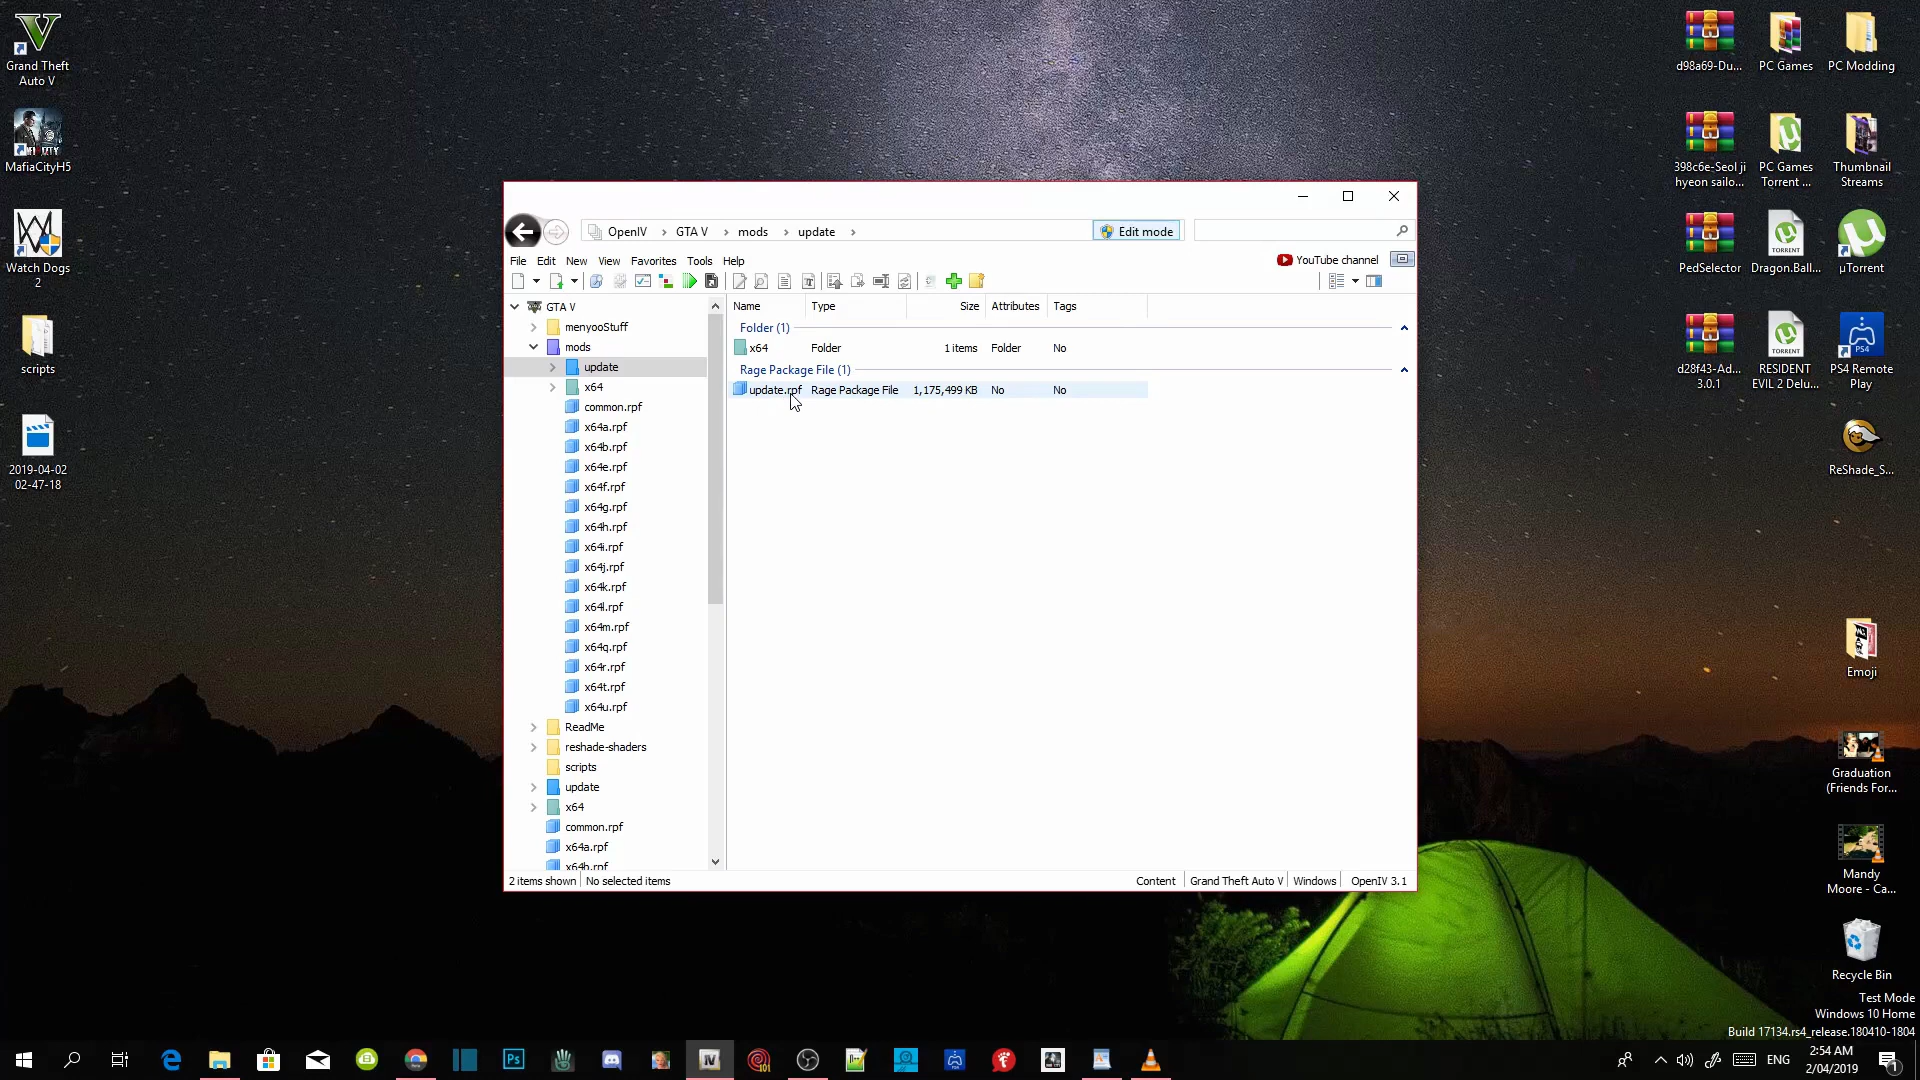 Grand Theft
Auto V
MafiaCityH5
Watch Dogs
2
scripts
2019-04-02
02-47-18
OpenIV
GTA V
mods
update
Edit mode
File
Edit
New
View
Favorites
Tools
Help
YouTube channel
GTA V
menyooStuff
mods
update
x64
common.rpf
x64a.rpf
x64b.rpf
x64e.rpf
x64f.rpf
x64g.rpf
x64h.rpf
x64i.rpf
x64j.rpf
x64k.rpf
x64l.rpf
x64m.rpf
x64q.rpf
x64r.rpf
x64t.rpf
x64u.rpf
ReadMe
reshade-shaders
scripts
update
x64
common.rpf
x64a.rpf
x64b.rpf
Name Type Size Attributes Tags
Folder (1)
x64 Folder 1 items Folder No
Rage Package File (1)
update.rpf Rage Package File 1,175,499 KB No No
2 items shown
No selected items
Content
Grand Theft Auto V
Windows
OpenIV 3.1
d98a69-Du...
PC Games
PC Modding
398c6e-Seol ji
hyeon sailo...
PC Games
Torrent ...
Thumbnail
Streams
PedSelector
TORRENT
Dragon.Ball...
µTorrent
d28f43-Ad...
3.0.1
TORRENT
RESIDENT
EVIL 2 Delu...
PS4
PS4 Remote
Play
ReShade_S...
Emoji
Graduation
(Friends For...
Mandy
Moore - Ca...
Recycle Bin
Test Mode
Windows 10 Home
Build 17134.rs4_release.180410-1804
Ps
IV
ENG
2:54 AM
2/04/2019
1